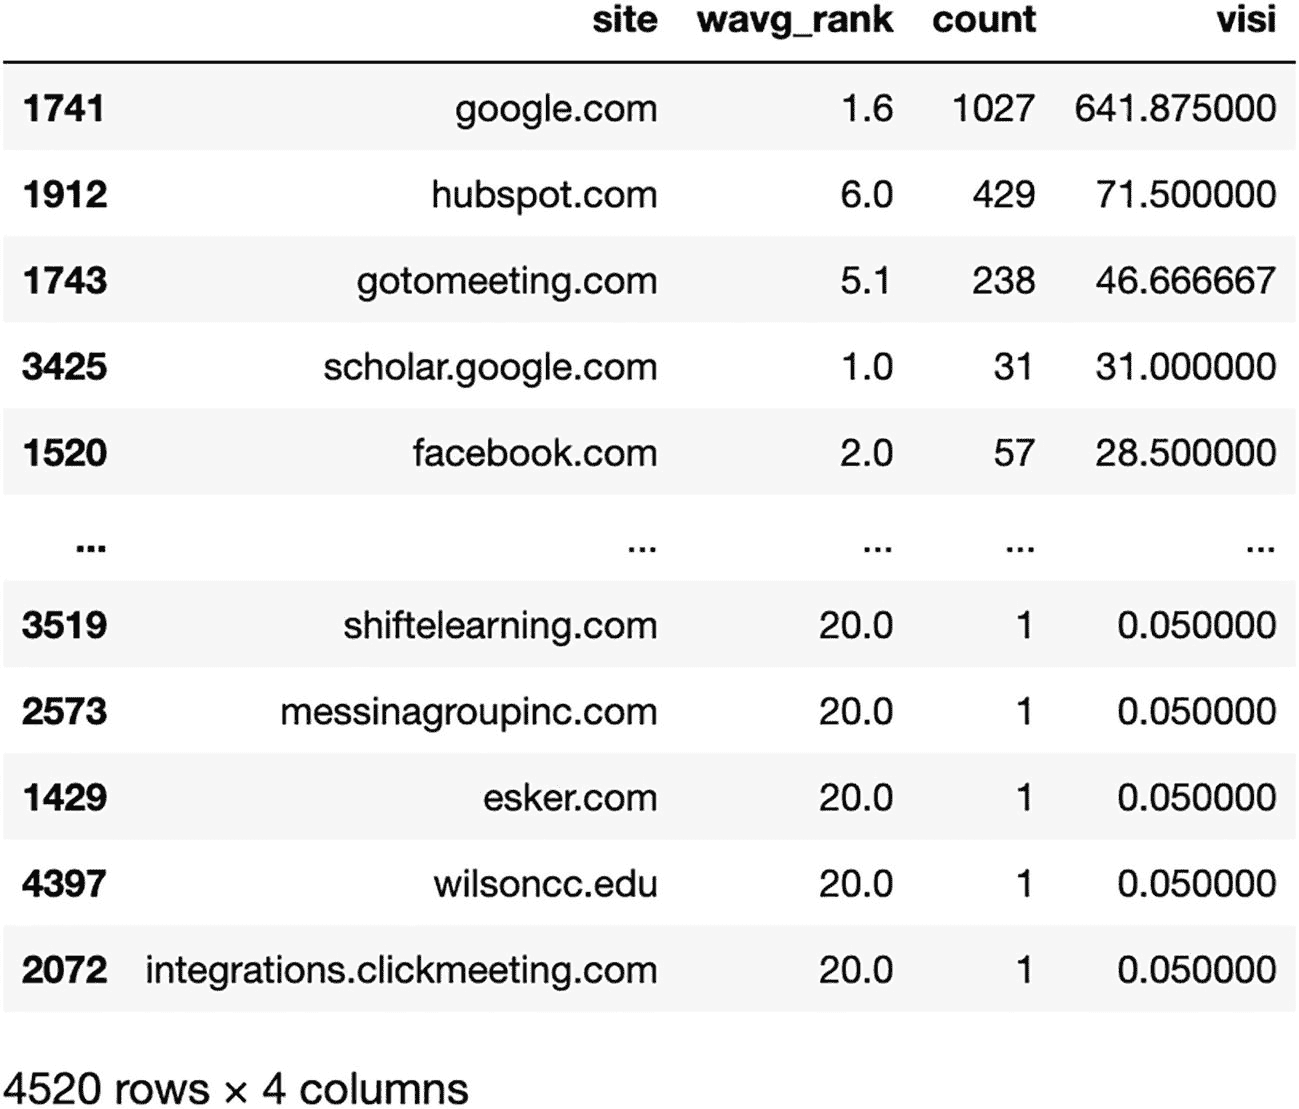 site wavg_rank count visi
1741 google.com 1.6 1027 641.875000
1912 hubspot.com 6.0 429 71.500000
1743 gotomeeting.com 5.1 238 46.666667
3425 scholar.google.com 1.0 31 31.000000
1520 facebook.com 2.0 57 28.500000
... ... ... ... ...
3519 shiftelearning.com 20.0 1 0.050000
2573 messinagroupinc.com 20.0 1 0.050000
1429 esker.com 20.0 1 0.050000
4397 wilsoncc.edu 20.0 1 0.050000
2072 integrations.clickmeeting.com 20.0 1 0.050000
4520 rows × 4 columns